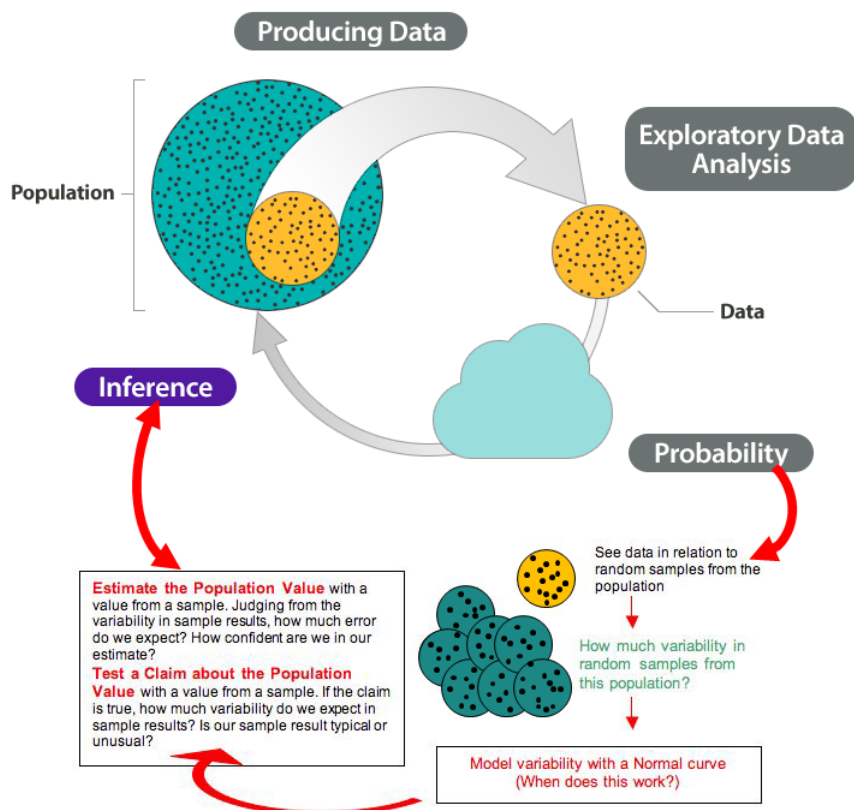 Producing Data
Exploratory Data
Analysis
Population
Data
Inference
Probability
See data in relation to
random samples from the
population
How much variability in
random samples from
this population?
Model variability with a Normal curve
(When does this work?)
Estimate the Population Value with a
value from a sample. Judging from the
variability in sample results, how much error
do we expect? How confident are we in our
estimate?
Test a Claim about the Population
Value with a value from a sample. If the claim
is true, how much variability do we expect in
sample results? Is our sample result typical or
unusual?